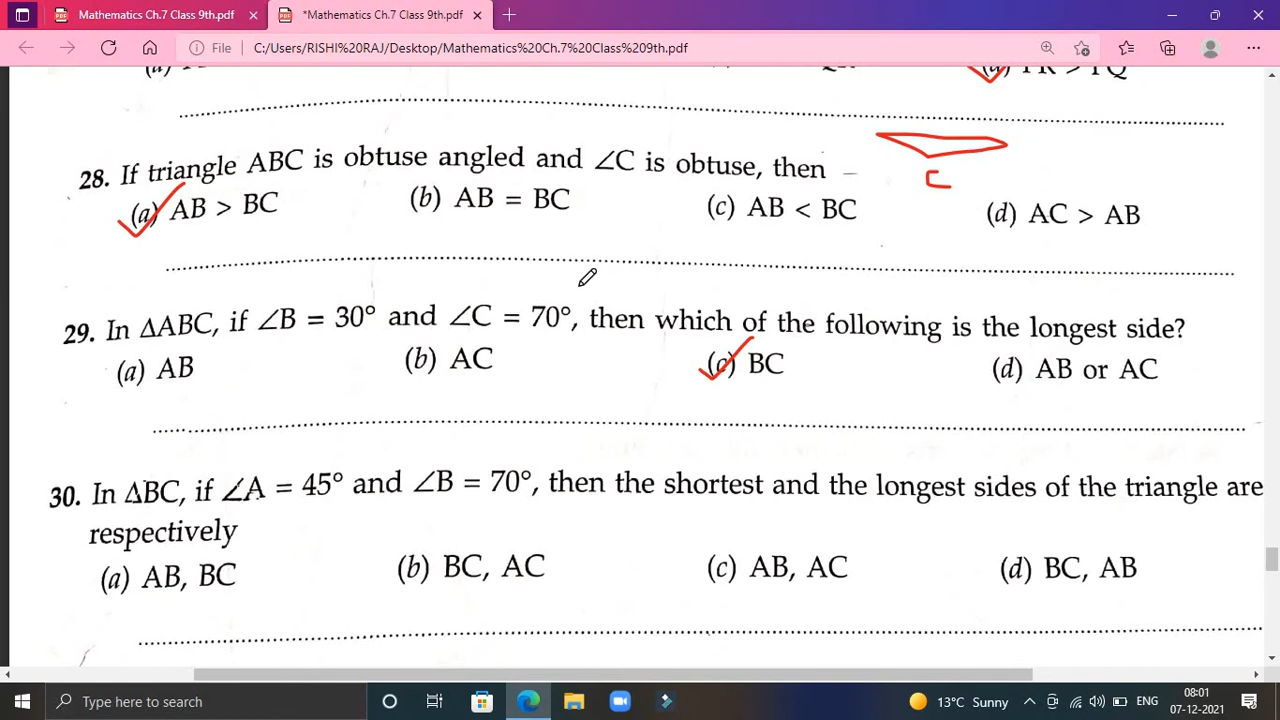 Mathematics Ch.7 Class 9th.pdf
*Mathematics Ch.7 Class 9th.pdf
File C:/Users/RISHI%20RAJ/Desktop/Mathematics%20Ch.7%20Class%209th.pdf
28. If triangle ABC is obtuse angled and ∠C is obtuse, then
C
(a) AB > BC (b) AB = BC (c) AB < BC (d) AC > AB
29. In ΔABC, if ∠B = 30° and ∠C = 70°, then which of the following is the longest side?
(a) AB (b) AC (c) BC (d) AB or AC
30. In ΔBC, if ∠A = 45° and ∠B = 70°, then the shortest and the longest sides of the triangle are
respectively
(a) AB, BC (b) BC, AC (c) AB, AC (d) BC, AB
Type here to search
13°C Sunny ENG
08:01
07-12-2021